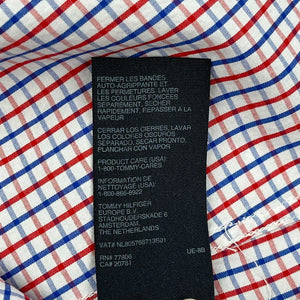 FERMER LES BANDES
AUTO-AGRIPPANTES ET
LES FERMETURES, LAVER
LES COULEURS FONCÉES
SÉPARÉMENT, SÉCHER
RAPIDEMENT, REPASSER À LA
VAPEUR
CERRAR LOS CIERRES, LAVAR
LOS COLORES OSCUROS
SEPARADO, SECAR PRONTO,
PLANCHAR CON VAPOR
PRODUCT CARE (USA):
1-800-TOMMY-CARES
INFORMATION DE
NETTOYAGE (USA)
1-800-866-6922
TOMMY HILFIGER
EUROPE B.V.
STADHOUDERSKADE 6
AMSTERDAM,
THE NETHERLANDS
VAT# NL805766713B01
UE-8B
RN# 77806
CA# 20781